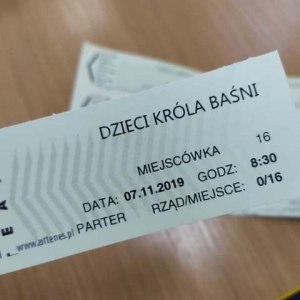 DZIECI KRÓLA BAŚNI
MIEJSCÓWKA 16
DATA: 07.11.2019 GODZ: 8:30
PARTER RZĄD/MIEJSCE: 0/16
www.artenes.pl